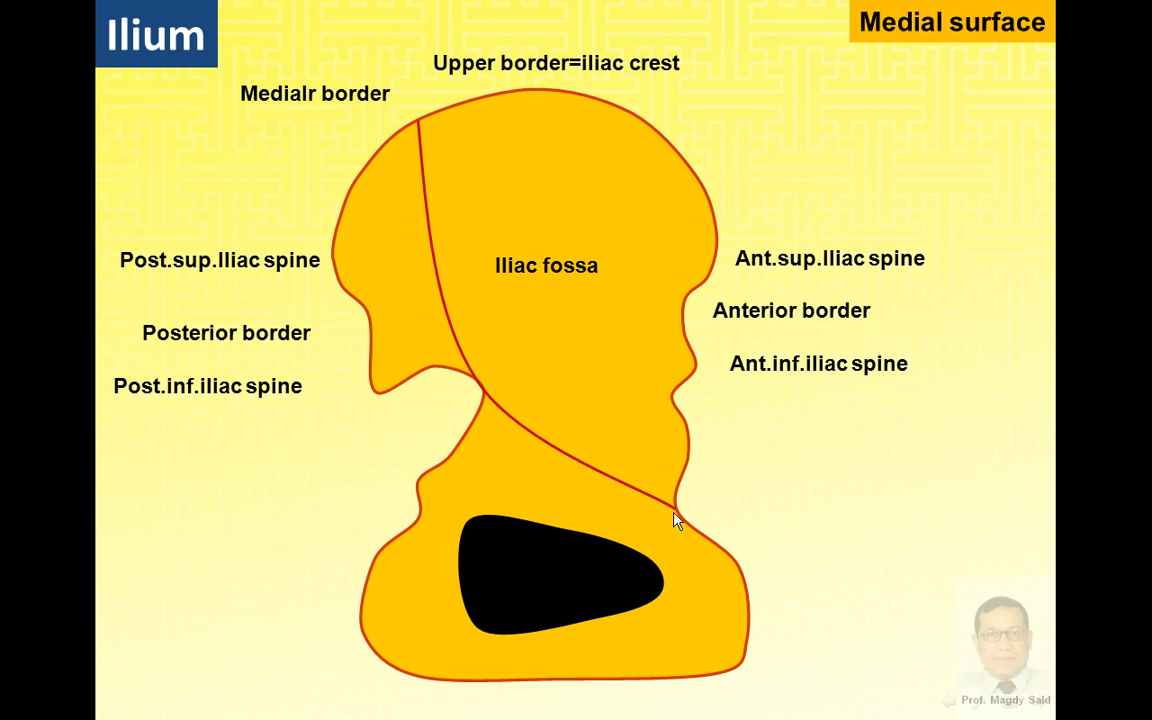 Ilium
Medial surface
Upper border=iliac crest
Medialr border
Post.sup.Iliac spine
Iliac fossa
Ant.sup.Iliac spine
Anterior border
Posterior border
Ant.inf.iliac spine
Post.inf.iliac spine
Prof. Magdy Said